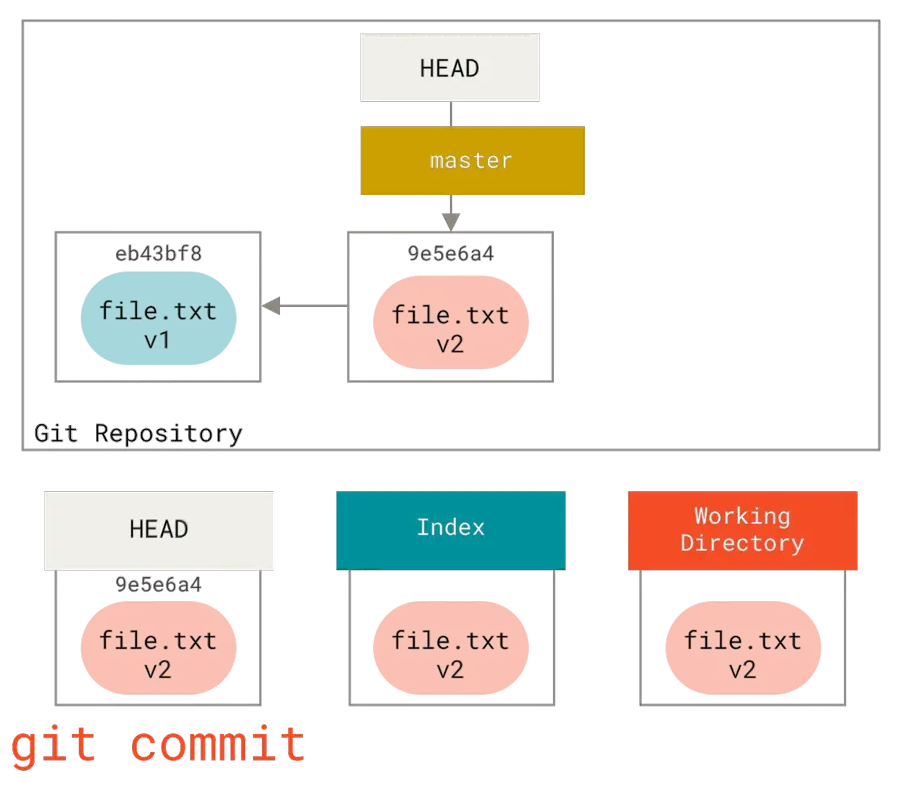 HEAD
master
eb43bf8
file.txt
v1
9e5e6a4
file.txt
v2
Git Repository
HEAD
9e5e6a4
file.txt
v2
Index
file.txt
v2
Working
Directory
file.txt
v2
git commit